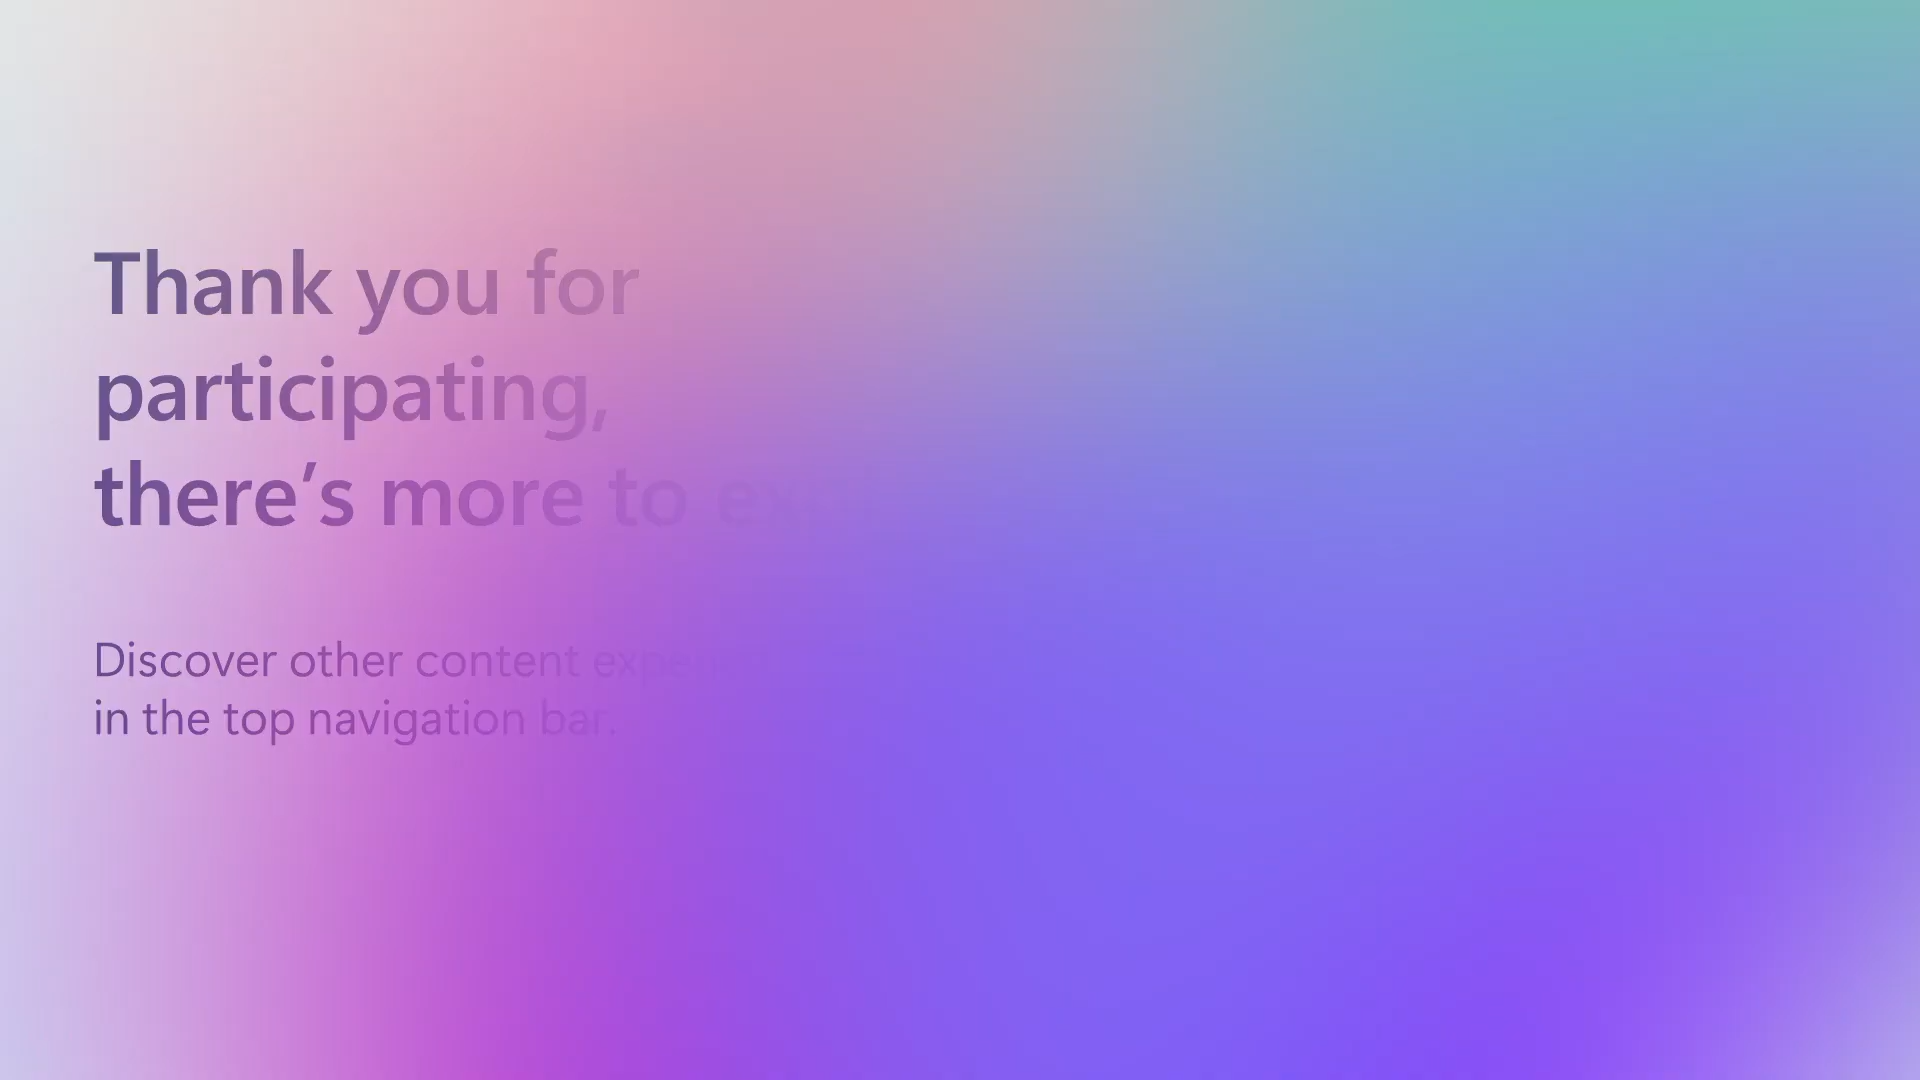 Thank you for
participating,
there’s more to
Discover other content
in the top navigation bar.